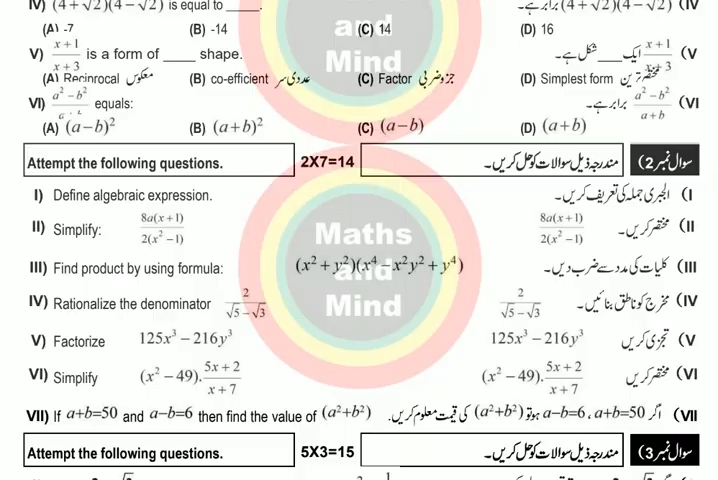 IV) (4+√2)(4−√2) is equal to ____. (4+√2)(4−√2) برابر ہے۔ (IV
(A) -7 (B) -14 (C) 14 (D) 16
V) (x+1)/(x+3) is a form of ____ shape. (x+1)/(x+3) ایک ____ شکل ہے۔ (V
(A) Reciprocal معکوس (B) co-efficient عددی سر (C) Factor جزو ضربی (D) Simplest form مختصر ترین
VI) (a²−b²)/(a+b) equals: (a²−b²)/(a+b) برابر ہے۔ (VI
(A) (a−b)² (B) (a+b)² (C) (a−b) (D) (a+b)
Attempt the following questions. 2X7=14 مندرجہ ذیل سوالات کو حل کریں۔ سوال نمبر 2)
I) Define algebraic expression. الجبری جملہ کی تعریف کریں۔ (I
II) Simplify: 8a(x+1)/2(x²−1) 8a(x+1)/2(x²−1) مختصر کریں۔ (II
III) Find product by using formula: (x²+y²)(x⁴−x²y²+y⁴) کلیات کی مدد سے ضرب دیں۔ (III
IV) Rationalize the denominator 2/(√5−√3) 2/(√5−√3) مخرج کو ناطق بنائیں۔ (IV
V) Factorize 125x³−216y³ 125x³−216y³ تجزی کریں (V
VI) Simplify (x²−49).(5x+2)/(x+7) (x²−49).(5x+2)/(x+7) مختصر کریں۔ (VI
VII) If a+b=50 and a−b=6 then find the value of (a²+b²) اگر a+b=50 ، a−b=6 ہو تو (a²+b²) کی قیمت معلوم کریں۔ (VII
Attempt the following questions. 5X3=15 مندرجہ ذیل سوالات کو حل کریں۔ سوال نمبر 3)
and
Mind
Maths
and
Mind